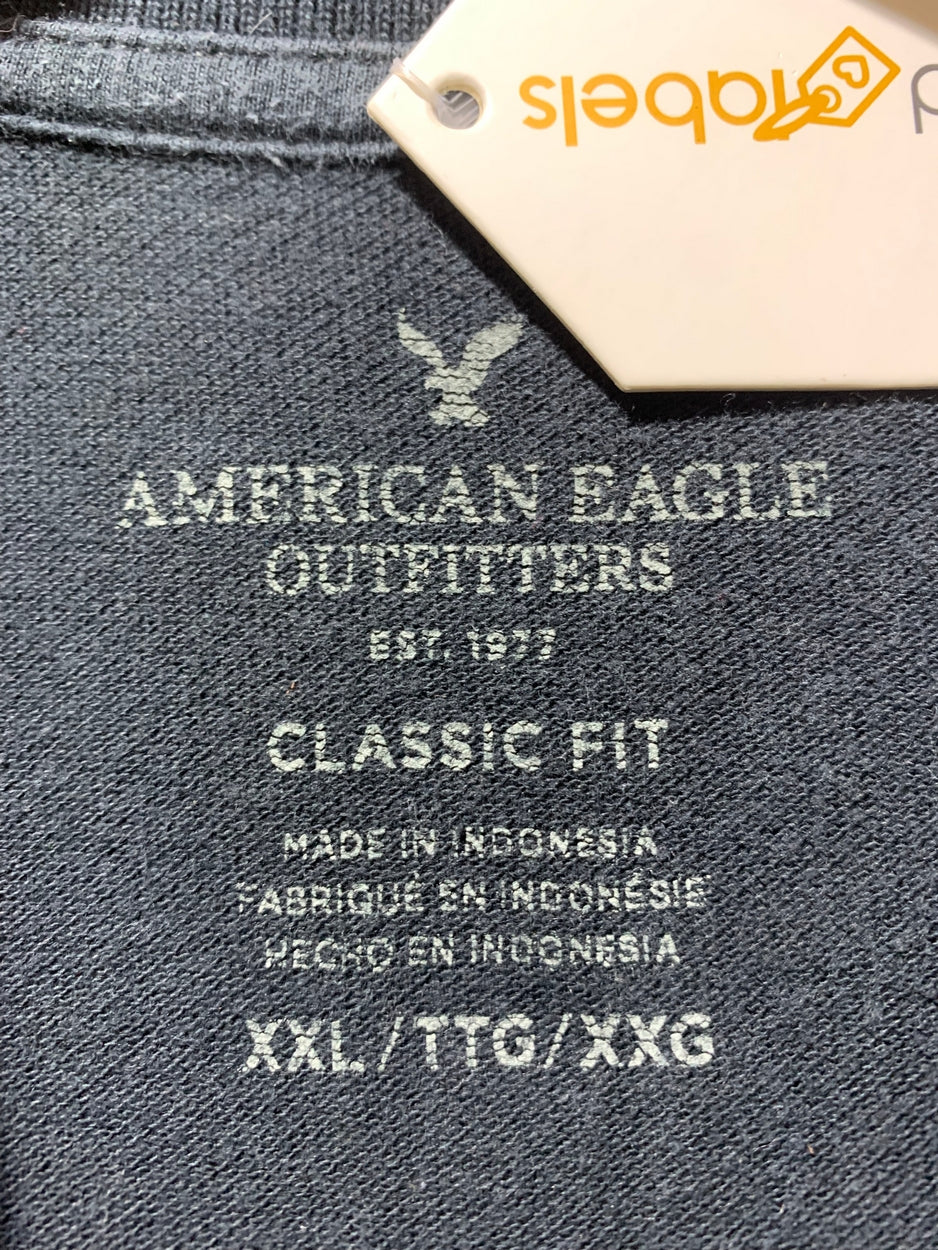 labels
AMERICAN EAGLE
OUTFITTERS
EST. 1977
CLASSIC FIT
MADE IN INDONESIA
FABRIQUÉ EN INDONÉSIE
HECHO EN INDONESIA
XXL/TTG/XXG